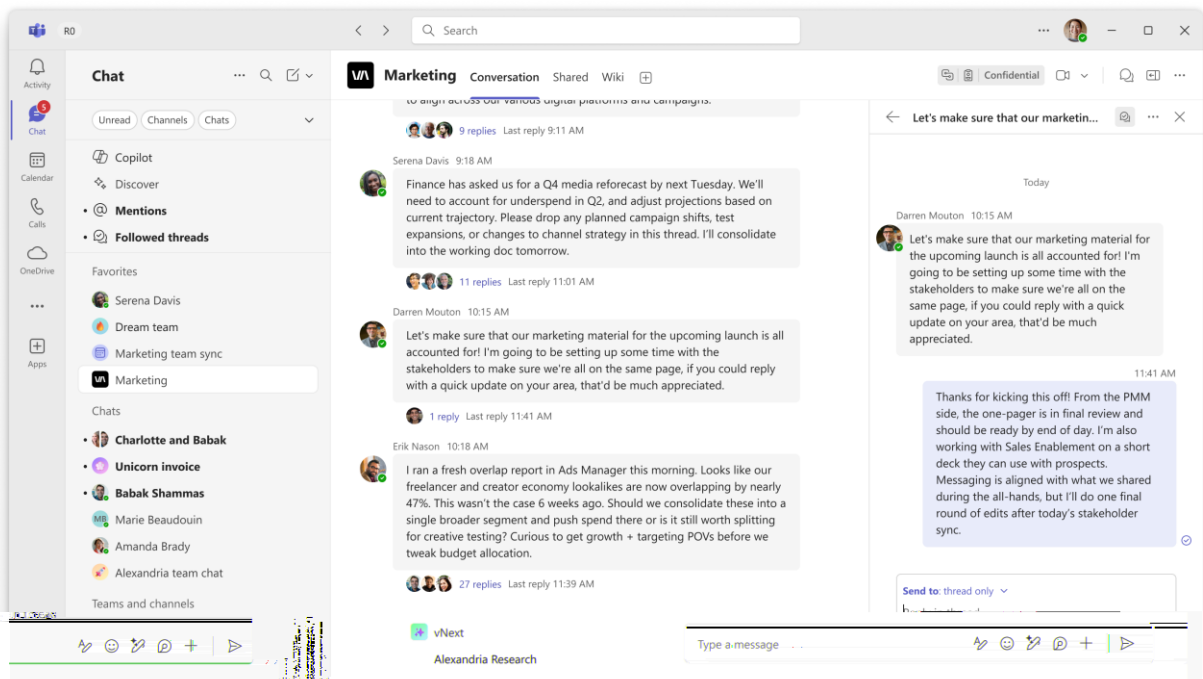 R0
Search
Activity
5
Chat
Calendar
Calls
OneDrive
Apps
Chat
Unread
Channels
Chats
Copilot
Discover
Mentions
Followed threads
Favorites
Serena Davis
Dream team
Marketing team sync
Marketing
Chats
Charlotte and Babak
Unicorn invoice
Babak Shammas
MB
Marie Beaudouin
Amanda Brady
Alexandria team chat
Teams and channels
Marketing
Conversation
Shared
Wiki
Confidential
to align across our various digital platforms and campaigns.
9 replies Last reply 9:11 AM
Serena Davis 9:18 AM
Finance has asked us for a Q4 media reforecast by next Tuesday. We'll
need to account for underspend in Q2, and adjust projections based on
current trajectory. Please drop any planned campaign shifts, test
expansions, or changes to channel strategy in this thread. I'll consolidate
into the working doc tomorrow.
11 replies Last reply 11:01 AM
Darren Mouton 10:15 AM
Let's make sure that our marketing material for the upcoming launch is all
accounted for! I'm going to be setting up some time with the
stakeholders to make sure we're all on the same page, if you could reply
with a quick update on your area, that'd be much appreciated.
1 reply Last reply 11:41 AM
Erik Nason 10:18 AM
I ran a fresh overlap report in Ads Manager this morning. Looks like our
freelancer and creator economy lookalikes are now overlapping by nearly
47%. This wasn't the case 6 weeks ago. Should we consolidate these into a
single broader segment and push spend there or is it still worth splitting
for creative testing? Curious to get growth + targeting POVs before we
tweak budget allocation.
27 replies Last reply 11:39 AM
vNext
Alexandria Research
Let's make sure that our marketin...
Today
Darren Mouton 10:15 AM
Let's make sure that our marketing material for
the upcoming launch is all accounted for! I'm
going to be setting up some time with the
stakeholders to make sure we're all on the
same page, if you could reply with a quick
update on your area, that'd be much
appreciated.
11:41 AM
Thanks for kicking this off! From the PMM
side, the one-pager is in final review and
should be ready by end of day. I'm also
working with Sales Enablement on a short
deck they can use with prospects.
Messaging is aligned with what we shared
during the all-hands, but I'll do one final
round of edits after today's stakeholder
sync.
Send to: thread only
Type a message